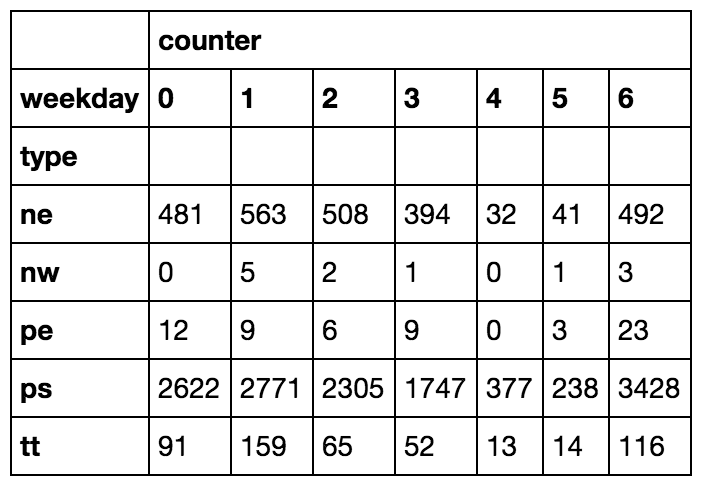 counter
weekday 0 1 2 3 4 5 6
type
ne 481 563 508 394 32 41 492
nw 0 5 2 1 0 1 3
pe 12 9 6 9 0 3 23
ps 2622 2771 2305 1747 377 238 3428
tt 91 159 65 52 13 14 116